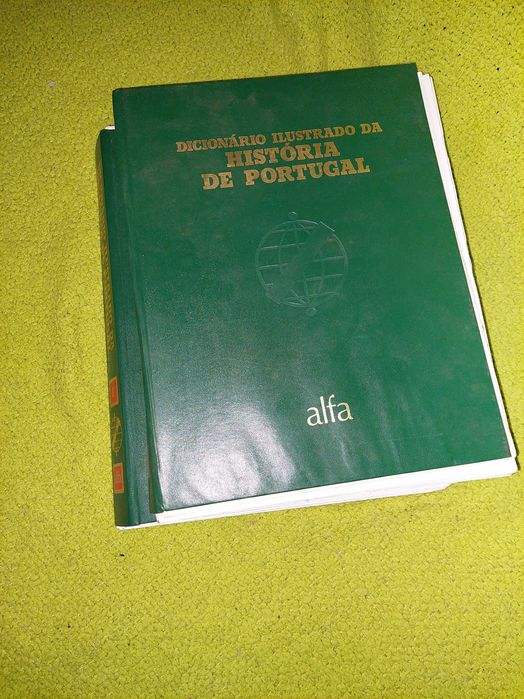 DICIONÁRIO ILUSTRADO DA
HISTÓRIA
DE PORTUGAL
alfa